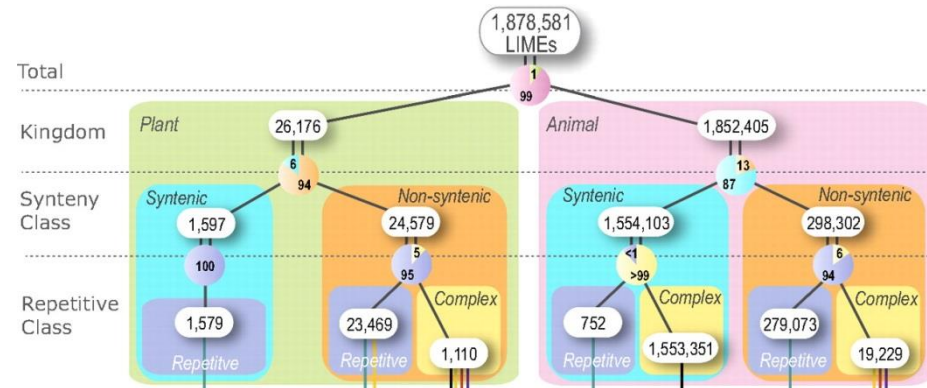 1,878,581
LIMEs
Total
1
99
Kingdom
Plant
26,176
Animal
1,852,405
6
94
13
87
Synteny
Class
Syntenic
1,597
Non-syntenic
24,579
Syntenic
1,554,103
Non-syntenic
298,302
100
5
95
<1
>99
6
94
Repetitive
Class
1,579
Repetitve
23,469
Repetitve
Complex
1,110
752
Repetitve
Complex
1,553,351
279,073
Repetitve
Complex
19,229